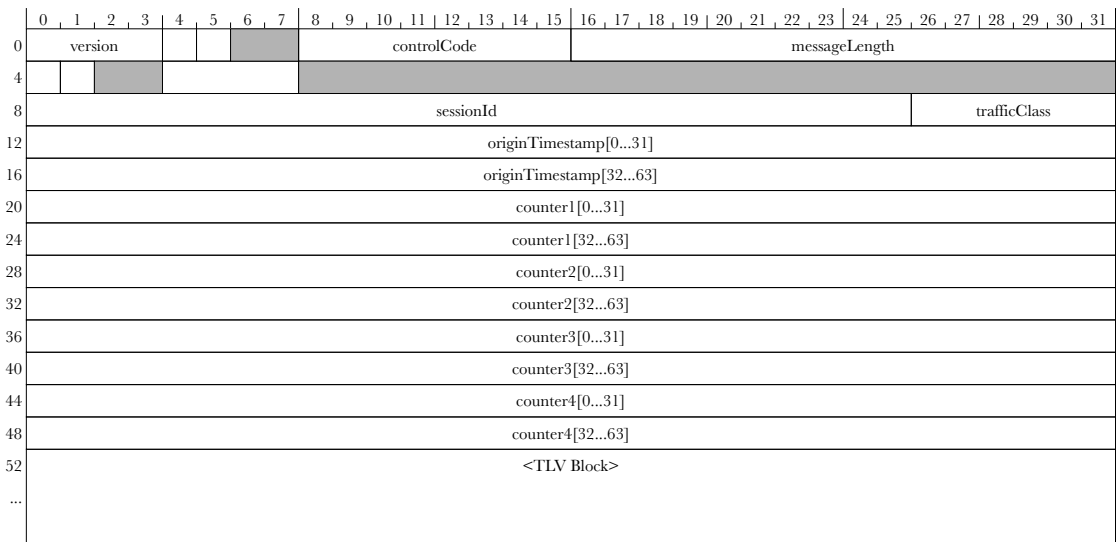 0 1 2 3 4 5 6 7 8 9 10 11 12 13 14 15 16 17 18 19 20 21 22 23 24 25 26 27 28 29 30 31
0 version controlCode messageLength
4
8 sessionId trafficClass
12 originTimestamp[0...31]
16 originTimestamp[32...63]
20 counter1[0...31]
24 counter1[32...63]
28 counter2[0...31]
32 counter2[32...63]
36 counter3[0...31]
40 counter3[32...63]
44 counter4[0...31]
48 counter4[32...63]
52 <TLV Block>
...